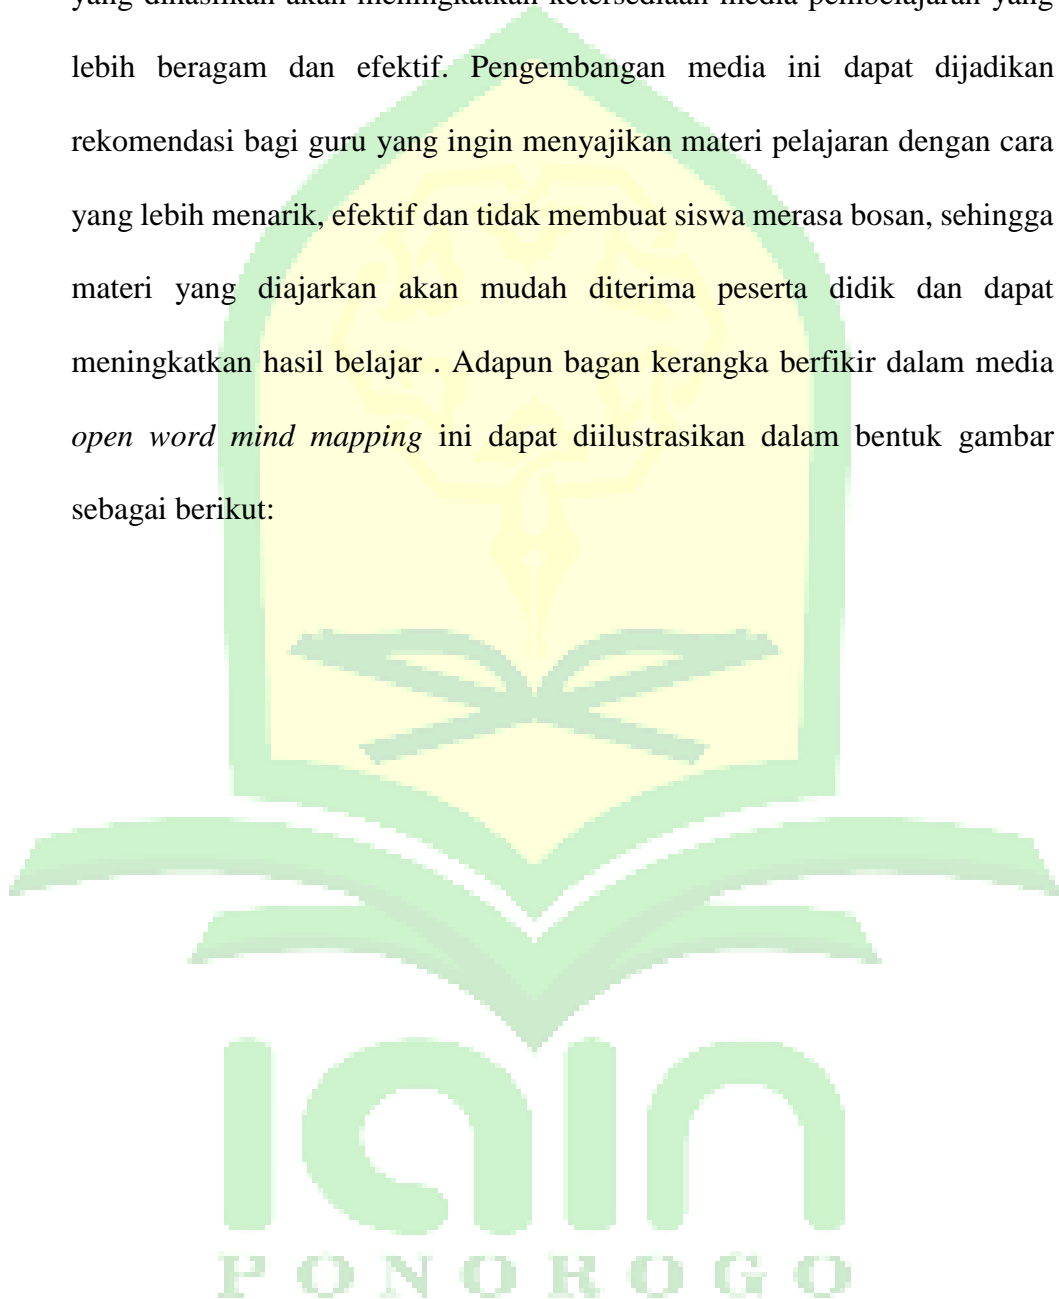 yang dihasilkan akan meningkatkan ketersediaan media pembelajaran yang
lebih beragam dan efektif. Pengembangan media ini dapat dijadikan
rekomendasi bagi guru yang ingin menyajikan materi pelajaran dengan cara
yang lebih menarik, efektif dan tidak membuat siswa merasa bosan, sehingga
materi yang diajarkan akan mudah diterima peserta didik dan dapat
meningkatkan hasil belajar . Adapun bagan kerangka berfikir dalam media
open word mind mapping ini dapat diilustrasikan dalam bentuk gambar
sebagai berikut:
iain
PONOROGO